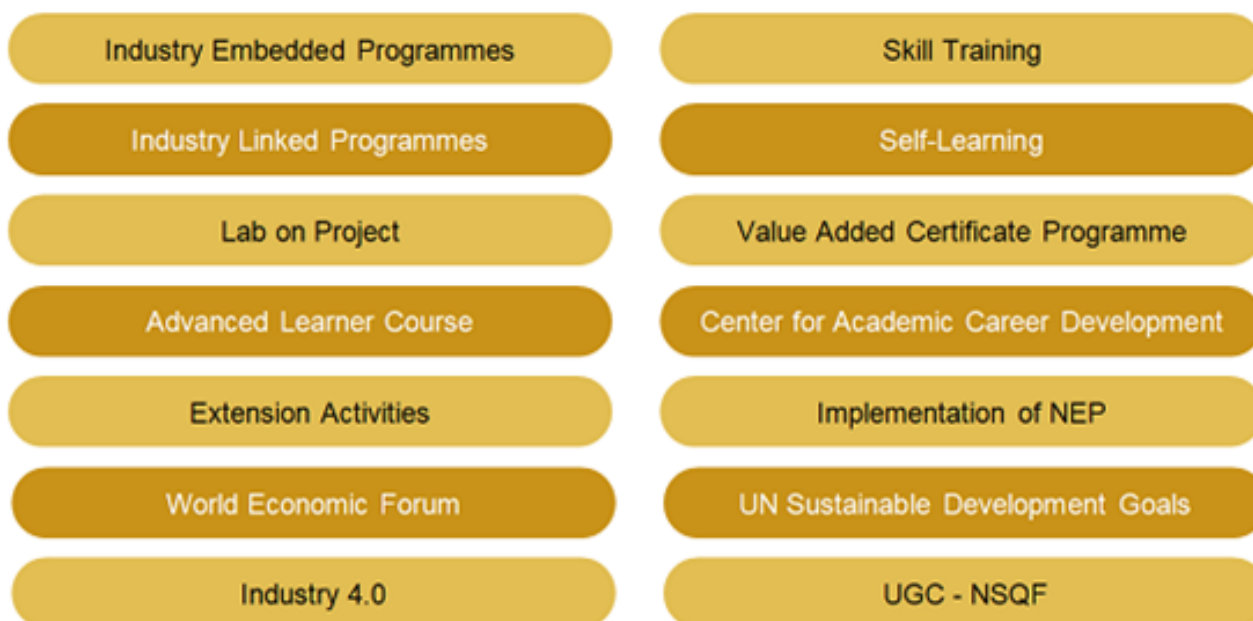 Industry Embedded Programmes
Skill Training
Industry Linked Programmes
Self-Learning
Lab on Project
Value Added Certificate Programme
Advanced Learner Course
Center for Academic Career Development
Extension Activities
Implementation of NEP
World Economic Forum
UN Sustainable Development Goals
Industry 4.0
UGC - NSQF